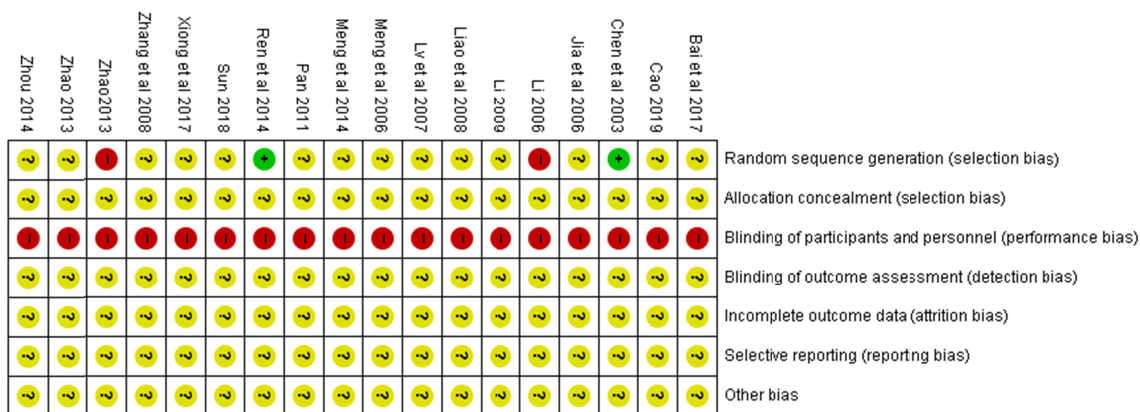 Zhou 2014
Zhao 2013
Zhao2013
Zhang et al 2008
Xiong et al 2017
Sun 2018
Ren et al 2014
Pan 2011
Meng et al 2014
Meng et al 2006
Lv et al 2007
Liao et al 2008
Li 2009
Li 2006
Jia et al 2006
Chen et al 2003
Cao 2019
Bai et al 2017
? ? – ? ? ? + ? ? ? ? ? ? – ? + ? ? Random sequence generation (selection bias)
? ? ? ? ? ? ? ? ? ? ? ? ? ? ? ? ? ? Allocation concealment (selection bias)
– – – – – – – – – – – – – – – – – – Blinding of participants and personnel (performance bias)
? ? ? ? ? ? ? ? ? ? ? ? ? ? ? ? ? ? Blinding of outcome assessment (detection bias)
? ? ? ? ? ? ? ? ? ? ? ? ? ? ? ? ? ? Incomplete outcome data (attrition bias)
? ? ? ? ? ? ? ? ? ? ? ? ? ? ? ? ? ? Selective reporting (reporting bias)
? ? ? ? ? ? ? ? ? ? ? ? ? ? ? ? ? ? Other bias